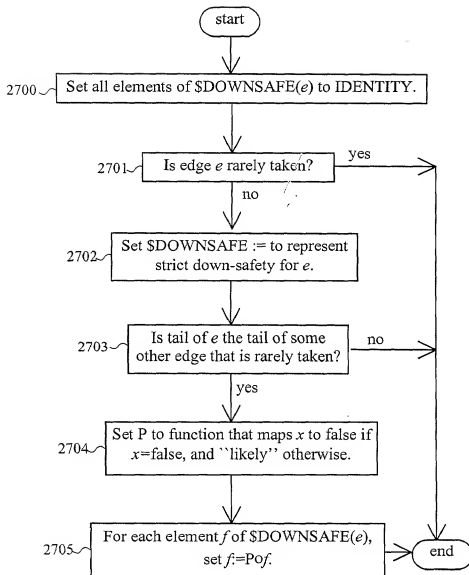 start
2700
Set all elements of $DOWNSAFE(e) to IDENTITY.
2701
Is edge e rarely taken?
yes
no
2702
Set $DOWNSAFE := to represent
strict down-safety for e.
2703
Is tail of e the tail of some
other edge that is rarely taken?
no
yes
2704
Set P to function that maps x to false if
x=false, and ``likely'' otherwise.
2705
For each element f of $DOWNSAFE(e),
set f:=Pof.
end